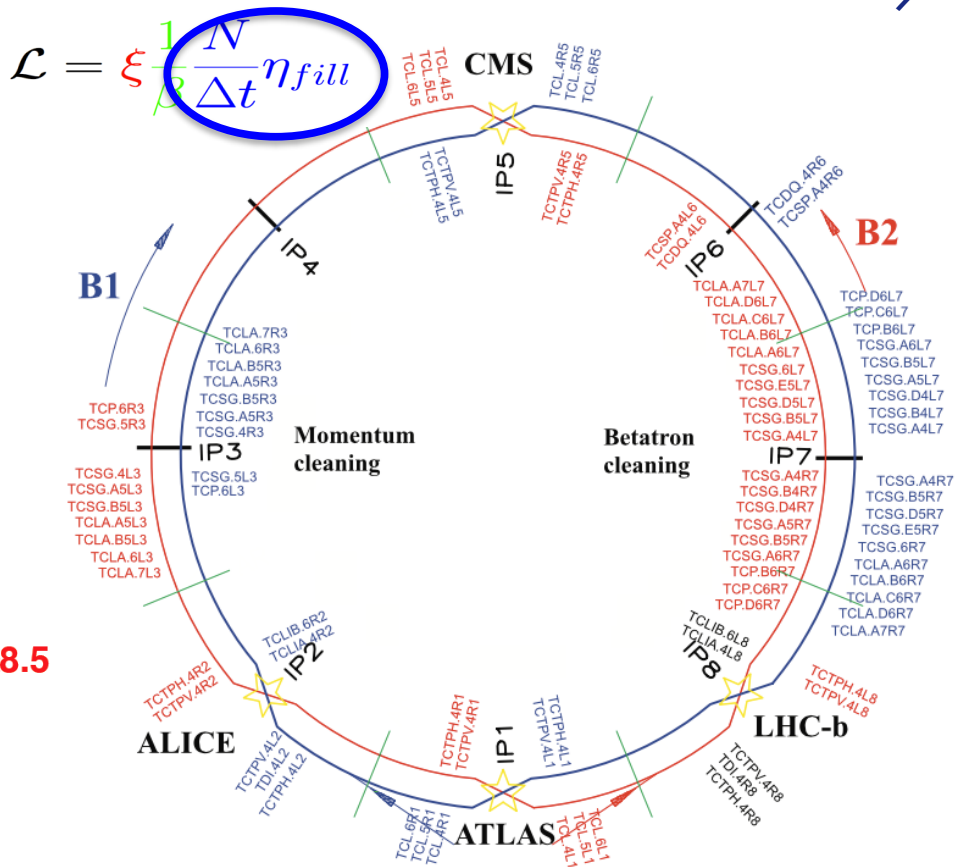 ℒ = ξ 1/β N/Δt η_fill
CMS
TCL.4L5
TCL.5L5
TCL.6L5
TCL.4R5
TCL.5R5
TCL.6R5
TCTPV.4L5
TCTPH.4L5
IP5
TCTPV.4R5
TCTPH.4R5
TCDQ.4R6
TCSP.A4R6
TCSP.A4L6
TCDQ.4L6
IP4
IP6
B2
B1
TCLA.A7L7
TCLA.D6L7
TCLA.C6L7
TCLA.B6L7
TCLA.A6L7
TCSG.6L7
TCSG.E5L7
TCSG.D5L7
TCSG.B5L7
TCSG.A4L7
TCP.D6L7
TCP.C6L7
TCP.B6L7
TCSG.A6L7
TCSG.B5L7
TCSG.A5L7
TCSG.D4L7
TCSG.B4L7
TCSG.A4L7
TCLA.7R3
TCLA.6R3
TCLA.B5R3
TCLA.A5R3
TCSG.B5R3
TCSG.A5R3
TCSG.4R3
TCP.6R3
TCSG.5R3
IP3
Momentum
cleaning
Betatron
cleaning
IP7
TCSG.4L3
TCSG.A5L3
TCSG.B5L3
TCLA.A5L3
TCLA.B5L3
TCLA.6L3
TCLA.7L3
TCSG.5L3
TCP.6L3
TCSG.A4R7
TCSG.B4R7
TCSG.D4R7
TCSG.A5R7
TCSG.B5R7
TCSG.A6R7
TCP.B6R7
TCP.C6R7
TCP.D6R7
TCSG.A4R7
TCSG.B5R7
TCSG.D5R7
TCSG.E5R7
TCSG.6R7
TCLA.A6R7
TCLA.B6R7
TCLA.C6R7
TCLA.D6R7
TCLA.A7R7
8.5
TCLIB.6R2
TCLIA.4R2
IP2
TCLIB.6L8
TCLIA.4L8
IP8
TCTPH.4R2
TCTPV.4R2
ALICE
TCTPH.4L8
TCTPV.4L8
LHC-b
TCTPV.4L2
TDI.4L2
TCTPH.4L2
TCTPH.4R1
TCTPV.4R1
IP1
TCTPH.4L1
TCTPV.4L1
TCTPV.4R8
TDI.4R8
TCTPH.4R8
TCL.6R1
TCL.5R1
TCL.4R1
ATLAS
TCL.6L1
TCL.5L1
TCL.4L1